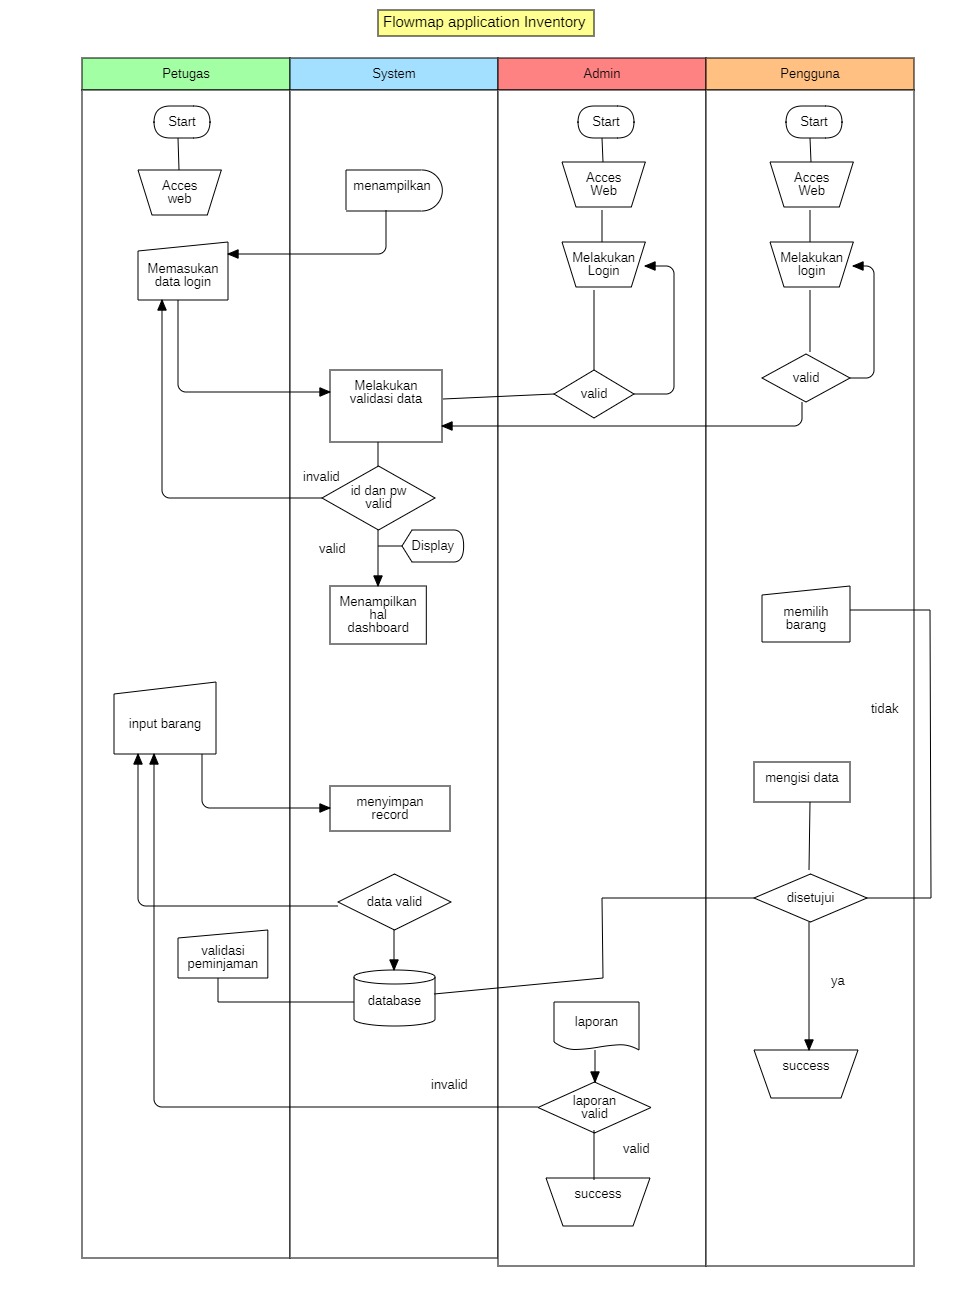 Flowmap application Inventory
Petugas
System
Admin
Pengguna
Start
Start
Start
Acces
web
menampilkan
Acces
Web
Acces
Web
Memasukan
data login
Melakukan
Login
Melakukan
login
Melakukan
validasi data
valid
valid
invalid
id dan pw
valid
valid
Display
Menampilkan
hal
dashboard
memilih
barang
tidak
input barang
mengisi data
menyimpan
record
data valid
disetujui
validasi
peminjaman
database
ya
laporan
success
invalid
laporan
valid
valid
success